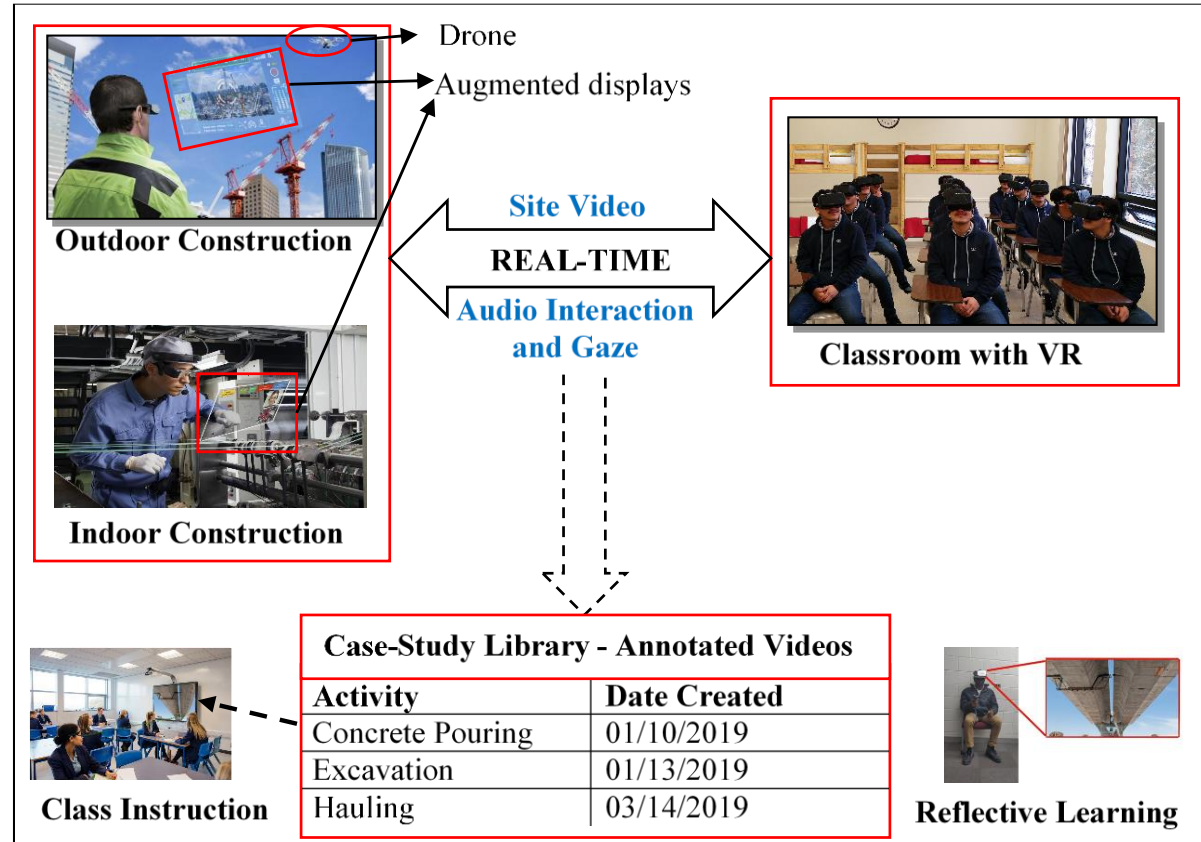 Drone
Augmented displays
Outdoor Construction
Site Video
REAL-TIME
Audio Interaction
and Gaze
Classroom with VR
Indoor Construction
Case-Study Library - Annotated Videos
Activity Date Created
Concrete Pouring 01/10/2019
Excavation 01/13/2019
Hauling 03/14/2019
Class Instruction
Reflective Learning